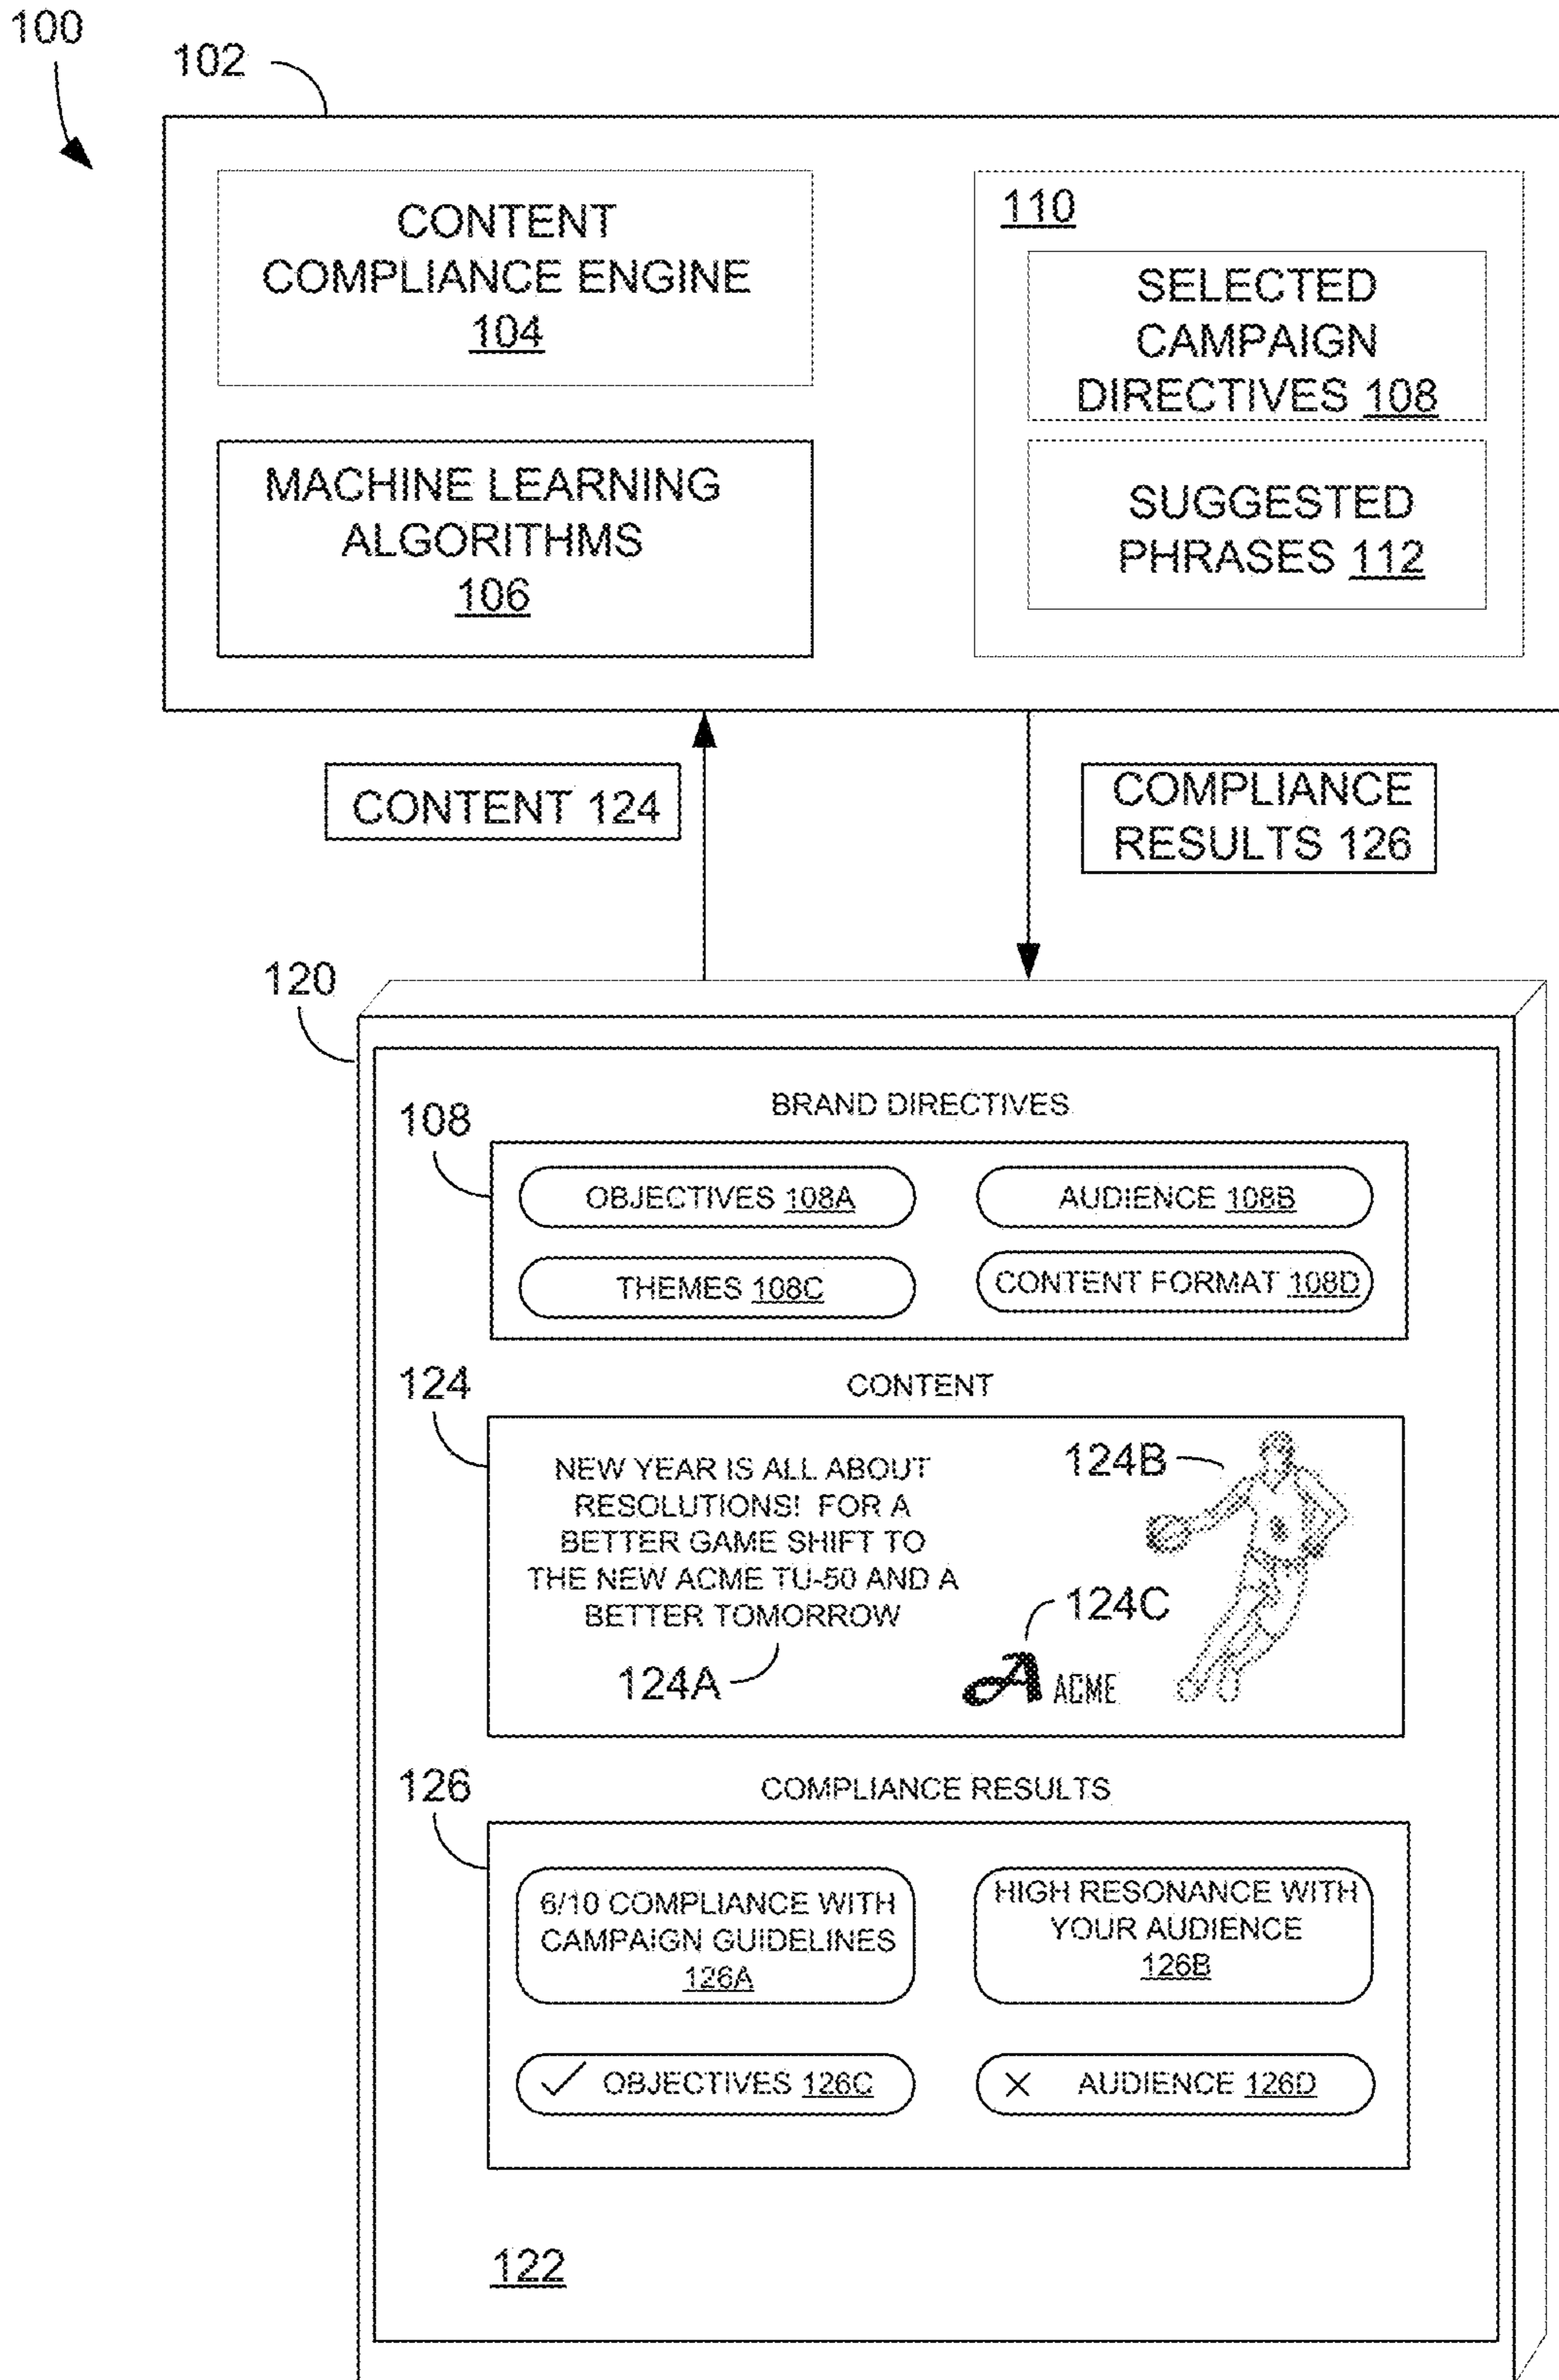 100
102
CONTENT
COMPLIANCE ENGINE
104
MACHINE LEARNING
ALGORITHMS
106
110
SELECTED
CAMPAIGN
DIRECTIVES 108
SUGGESTED
PHRASES 112
CONTENT 124
COMPLIANCE
RESULTS 126
120
BRAND DIRECTIVES
108
OBJECTIVES 108A
AUDIENCE 108B
THEMES 108C
CONTENT FORMAT 108D
CONTENT
124
NEW YEAR IS ALL ABOUT
RESOLUTIONS! FOR A
BETTER GAME SHIFT TO
THE NEW ACME TU-50 AND A
BETTER TOMORROW
124A
124B
124C
A ACME
COMPLIANCE RESULTS
126
6/10 COMPLIANCE WITH
CAMPAIGN GUIDELINES
126A
HIGH RESONANCE WITH
YOUR AUDIENCE
126B
OBJECTIVES 126C
AUDIENCE 126D
122